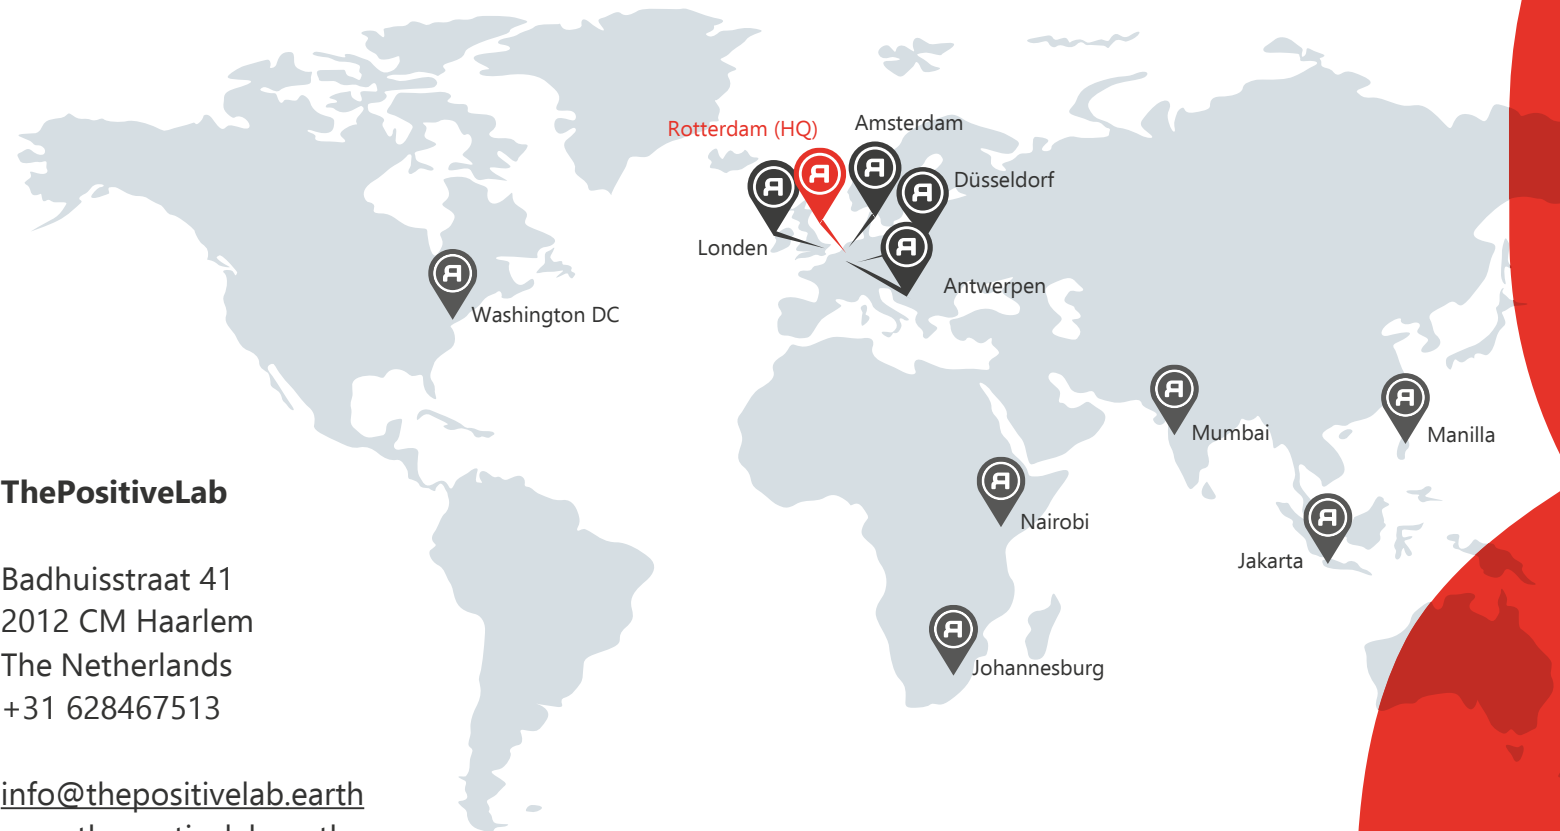 Rotterdam (HQ)
Amsterdam
Düsseldorf
Londen
Antwerpen
Washington DC
Mumbai
Manilla
Nairobi
Jakarta
Johannesburg
ThePositiveLab
Badhuisstraat 41
2012 CM Haarlem
The Netherlands
+31 628467513
info@thepositivelab.earth